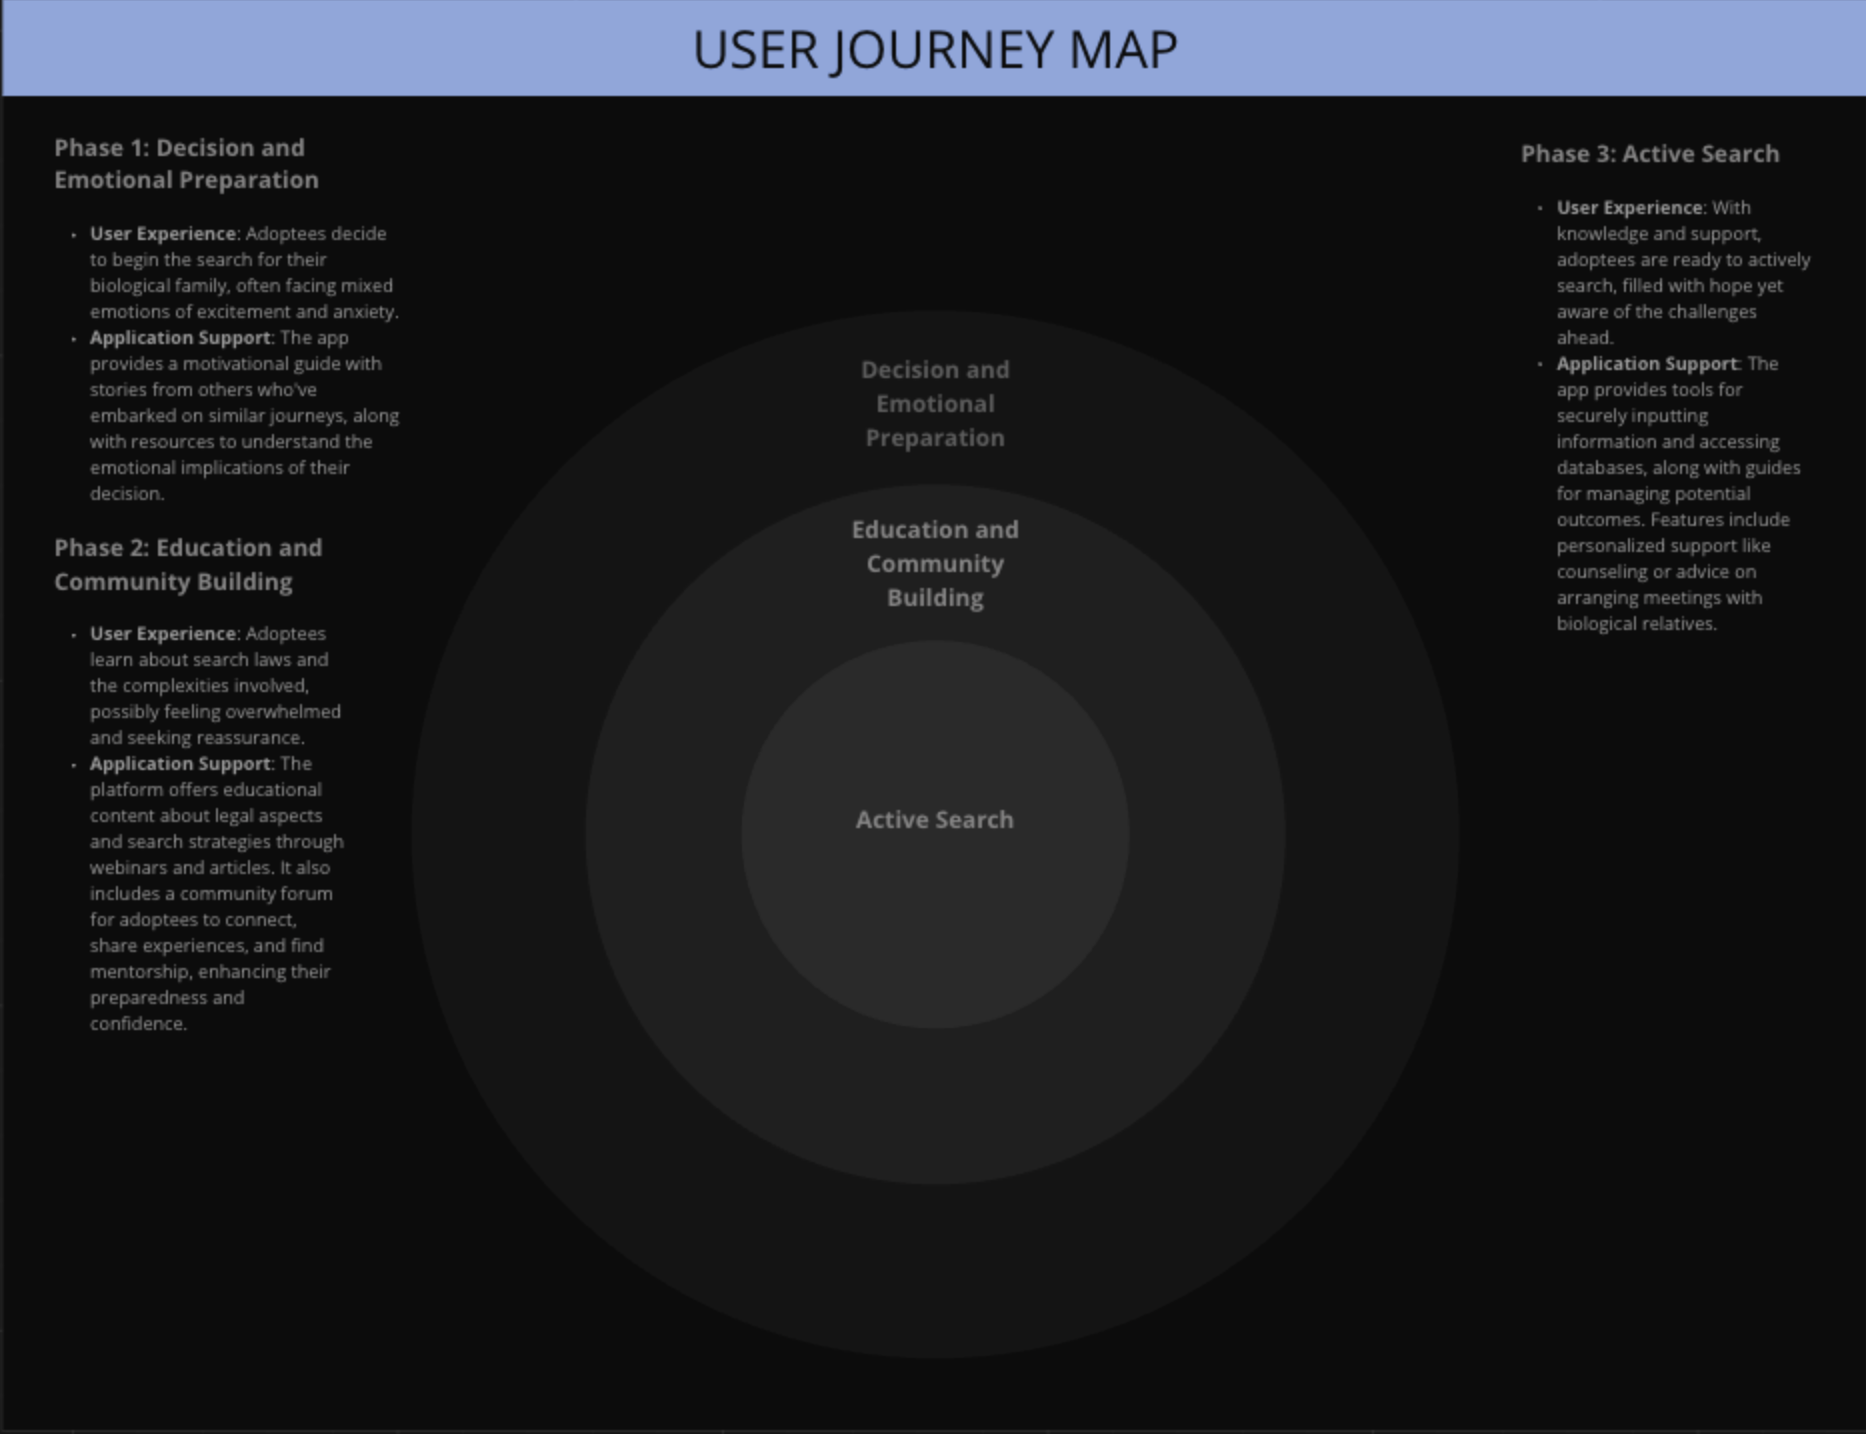 USER JOURNEY MAP
Phase 1: Decision and
Emotional Preparation
• User Experience: Adoptees decide
to begin the search for their
biological family, often facing mixed
emotions of excitement and anxiety.
• Application Support: The app
provides a motivational guide with
stories from others who've
embarked on similar journeys, along
with resources to understand the
emotional implications of their
decision.
Phase 2: Education and
Community Building
• User Experience: Adoptees
learn about search laws and
the complexities involved,
possibly feeling overwhelmed
and seeking reassurance.
• Application Support: The
platform offers educational
content about legal aspects
and search strategies through
webinars and articles. It also
includes a community forum
for adoptees to connect,
share experiences, and find
mentorship, enhancing their
preparedness and
confidence.
Decision and
Emotional
Preparation
Education and
Community
Building
Active Search
Phase 3: Active Search
• User Experience: With
knowledge and support,
adoptees are ready to actively
search, filled with hope yet
aware of the challenges
ahead.
• Application Support: The
app provides tools for
securely inputting
information and accessing
databases, along with guides
for managing potential
outcomes. Features include
personalized support like
counseling or advice on
arranging meetings with
biological relatives.